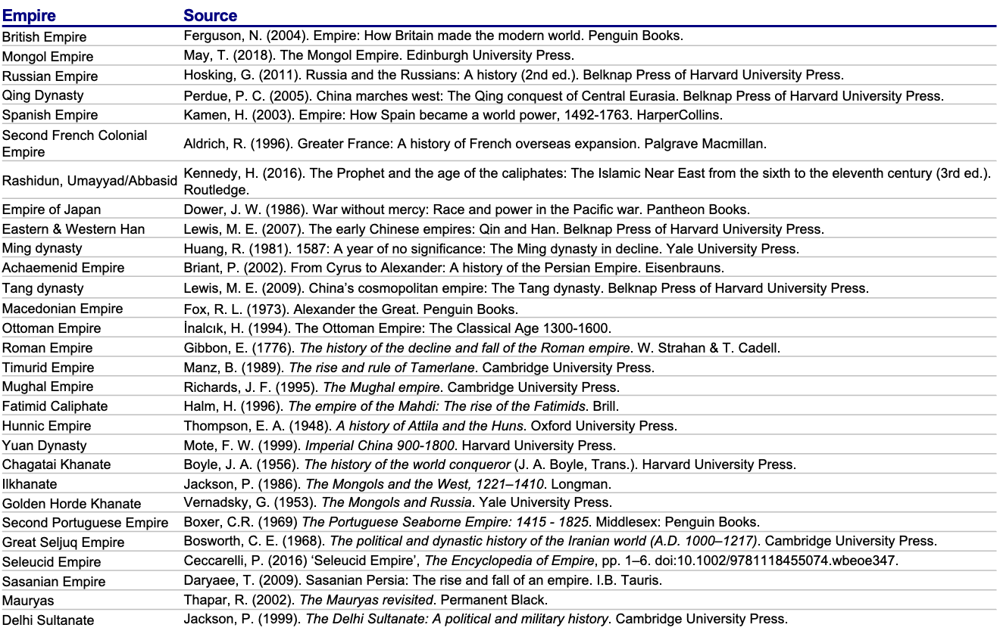 Empire Source
British Empire Ferguson, N. (2004). Empire: How Britain made the modern world. Penguin Books.
Mongol Empire May, T. (2018). The Mongol Empire. Edinburgh University Press.
Russian Empire Hosking, G. (2011). Russia and the Russians: A history (2nd ed.). Belknap Press of Harvard University Press.
Qing Dynasty Perdue, P. C. (2005). China marches west: The Qing conquest of Central Eurasia. Belknap Press of Harvard University Press.
Spanish Empire Kamen, H. (2003). Empire: How Spain became a world power, 1492-1763. HarperCollins.
Second French Colonial
Empire
Aldrich, R. (1996). Greater France: A history of French overseas expansion. Palgrave Macmillan.
Rashidun, Umayyad/Abbasid
Kennedy, H. (2016). The Prophet and the age of the caliphates: The Islamic Near East from the sixth to the eleventh century (3rd ed.).
Routledge.
Empire of Japan Dower, J. W. (1986). War without mercy: Race and power in the Pacific war. Pantheon Books.
Eastern & Western Han Lewis, M. E. (2007). The early Chinese empires: Qin and Han. Belknap Press of Harvard University Press.
Ming dynasty Huang, R. (1981). 1587: A year of no significance: The Ming dynasty in decline. Yale University Press.
Achaemenid Empire Briant, P. (2002). From Cyrus to Alexander: A history of the Persian Empire. Eisenbrauns.
Tang dynasty Lewis, M. E. (2009). China’s cosmopolitan empire: The Tang dynasty. Belknap Press of Harvard University Press.
Macedonian Empire Fox, R. L. (1973). Alexander the Great. Penguin Books.
Ottoman Empire İnalcık, H. (1994). The Ottoman Empire: The Classical Age 1300-1600.
Roman Empire Gibbon, E. (1776). The history of the decline and fall of the Roman empire. W. Strahan & T. Cadell.
Timurid Empire Manz, B. (1989). The rise and rule of Tamerlane. Cambridge University Press.
Mughal Empire Richards, J. F. (1995). The Mughal empire. Cambridge University Press.
Fatimid Caliphate Halm, H. (1996). The empire of the Mahdi: The rise of the Fatimids. Brill.
Hunnic Empire Thompson, E. A. (1948). A history of Attila and the Huns. Oxford University Press.
Yuan Dynasty Mote, F. W. (1999). Imperial China 900-1800. Harvard University Press.
Chagatai Khanate Boyle, J. A. (1956). The history of the world conqueror (J. A. Boyle, Trans.). Harvard University Press.
Ilkhanate Jackson, P. (1986). The Mongols and the West, 1221–1410. Longman.
Golden Horde Khanate Vernadsky, G. (1953). The Mongols and Russia. Yale University Press.
Second Portuguese Empire Boxer, C.R. (1969) The Portuguese Seaborne Empire: 1415 - 1825. Middlesex: Penguin Books.
Great Seljuq Empire Bosworth, C. E. (1968). The political and dynastic history of the Iranian world (A.D. 1000–1217). Cambridge University Press.
Seleucid Empire Ceccarelli, P. (2016) ‘Seleucid Empire’, The Encyclopedia of Empire, pp. 1–6. doi:10.1002/9781118455074.wbeoe347.
Sasanian Empire Daryaee, T. (2009). Sasanian Persia: The rise and fall of an empire. I.B. Tauris.
Mauryas Thapar, R. (2002). The Mauryas revisited. Permanent Black.
Delhi Sultanate Jackson, P. (1999). The Delhi Sultanate: A political and military history. Cambridge University Press.